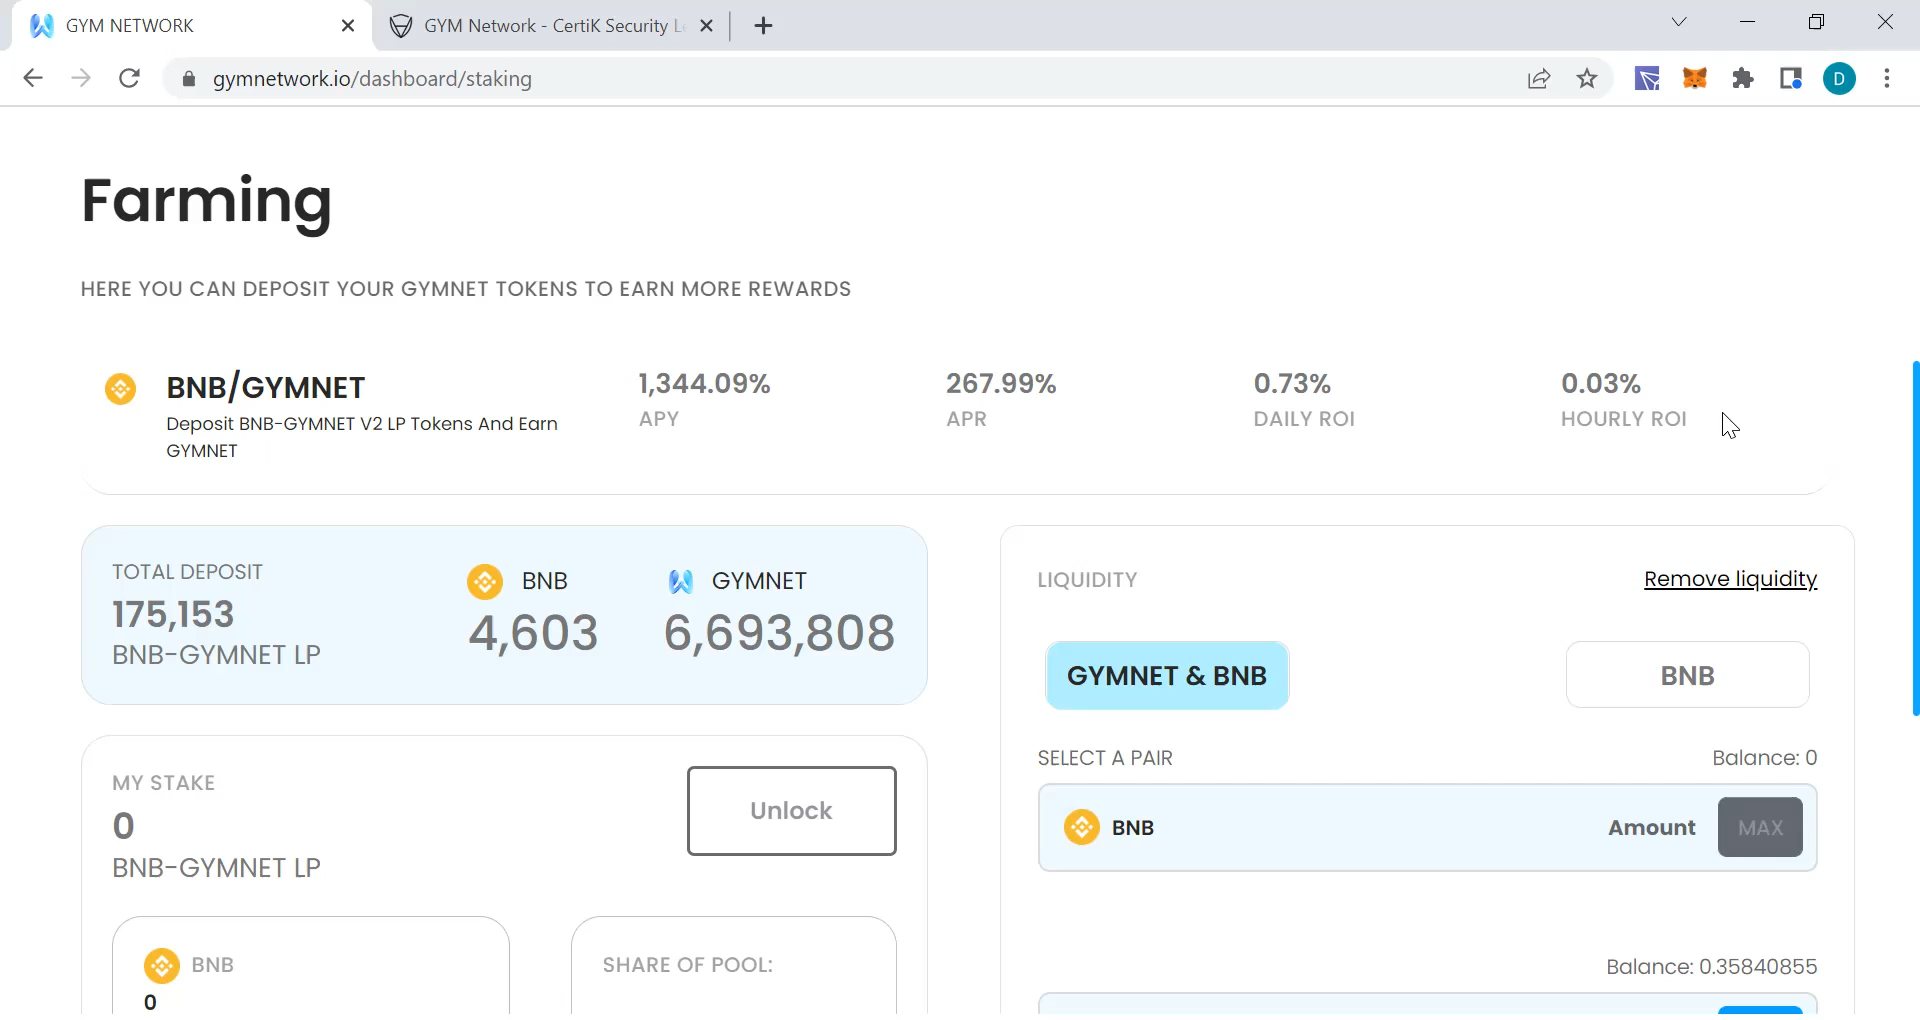 GYM NETWORK
GYM Network - CertiK Security L
gymnetwork.io/dashboard/staking
D
Farming
HERE YOU CAN DEPOSIT YOUR GYMNET TOKENS TO EARN MORE REWARDS
BNB/GYMNET
Deposit BNB-GYMNET V2 LP Tokens And Earn
GYMNET
1,344.09%
APY
267.99%
APR
0.73%
DAILY ROI
0.03%
HOURLY ROI
TOTAL DEPOSIT
175,153
BNB-GYMNET LP
BNB
4,603
GYMNET
6,693,808
MY STAKE
0
BNB-GYMNET LP
Unlock
BNB
0
SHARE OF POOL:
LIQUIDITY
Remove liquidity
GYMNET & BNB
BNB
SELECT A PAIR
Balance: 0
BNB
Amount
MAX
Balance: 0.35840855